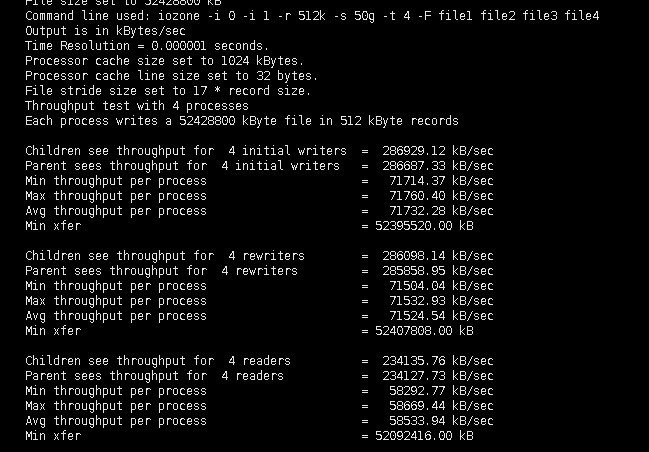 File size set to 52428800 kB
Command line used: iozone -i 0 -i 1 -r 512k -s 50g -t 4 -F file1 file2 file3 file4
Output is in kBytes/sec
Time Resolution = 0.000001 seconds.
Processor cache size set to 1024 kBytes.
Processor cache line size set to 32 bytes.
File stride size set to 17 * record size.
Throughput test with 4 processes
Each process writes a 52428800 kByte file in 512 kByte records
Children see throughput for  4 initial writers  =  286929.12 kB/sec
Parent sees throughput for  4 initial writers   =  286687.33 kB/sec
Min throughput per process                      =   71714.37 kB/sec
Max throughput per process                      =   71760.40 kB/sec
Avg throughput per process                      =   71732.28 kB/sec
Min xfer                                        = 52395520.00 kB
Children see throughput for  4 rewriters        =  286098.14 kB/sec
Parent sees throughput for  4 rewriters         =  285858.95 kB/sec
Min throughput per process                      =   71504.04 kB/sec
Max throughput per process                      =   71532.93 kB/sec
Avg throughput per process                      =   71524.54 kB/sec
Min xfer                                        = 52407808.00 kB
Children see throughput for  4 readers          =  234135.76 kB/sec
Parent sees throughput for  4 readers           =  234127.73 kB/sec
Min throughput per process                      =   58292.77 kB/sec
Max throughput per process                      =   58669.44 kB/sec
Avg throughput per process                      =   58533.94 kB/sec
Min xfer                                        = 52092416.00 kB